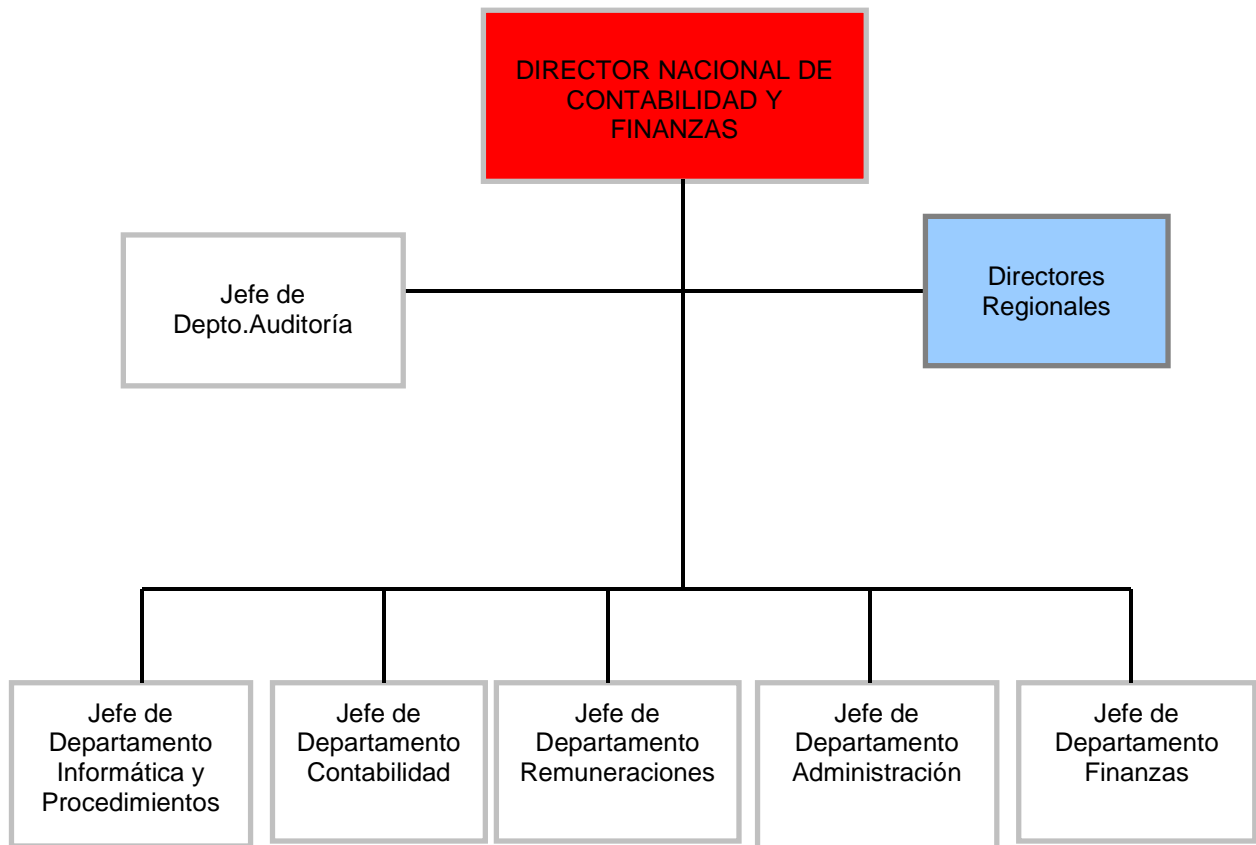 DIRECTOR NACIONAL DE
CONTABILIDAD Y
FINANZAS
Jefe de
Depto.Auditoría
Directores
Regionales
Jefe de
Departamento
Informática y
Procedimientos
Jefe de
Departamento
Contabilidad
Jefe de
Departamento
Remuneraciones
Jefe de
Departamento
Administración
Jefe de
Departamento
Finanzas